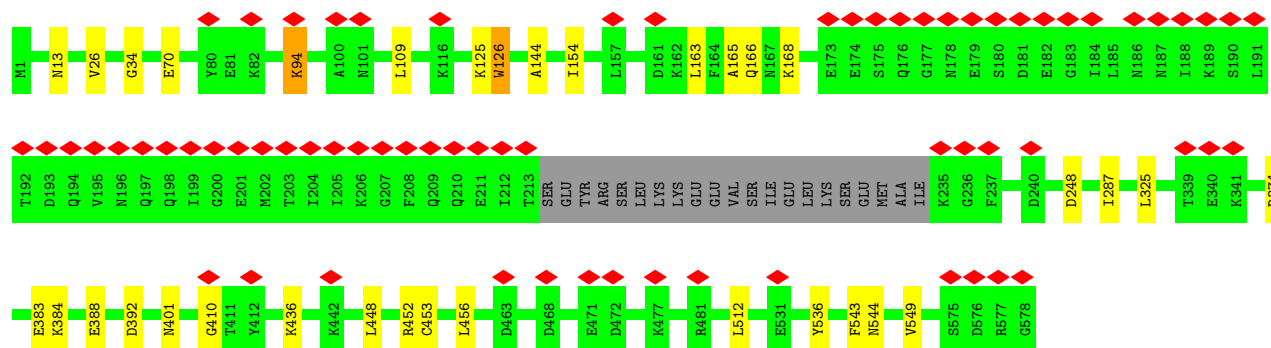 M1 N13 V26 G34 E70 Y80 E81 K82 K94 A100 N101 L109 K116 K125 W126 A144 I154 L157 D161 K162 L163 F164 A165 Q166 N167 K168 E173 E174 S175 Q176 G177 N178 E179 S180 D181 E182 G183 I184 L185 N186 N187 I188 K189 S190 L191
T192 D193 Q194 V195 N196 Q197 Q198 I199 G200 E201 M202 T203 I204 I205 K206 G207 F208 Q209 Q210 E211 I212 T213 SER GLU TYR ARG SER LEU LYS LYS GLU GLU VAL SER ILE GLU LEU LYS SER GLU MET ALA ILE K235 G236 F237 D240 D248 I287 L325 T339 E340 K341
E383 K384 E388 D392 N401 G410 T411 Y412 K436 K442 L448 R452 C453 L456 D463 D468 E471 D472 K477 R481 L512 E531 Y536 F543 N544 V549 S575 D576 R577 G578